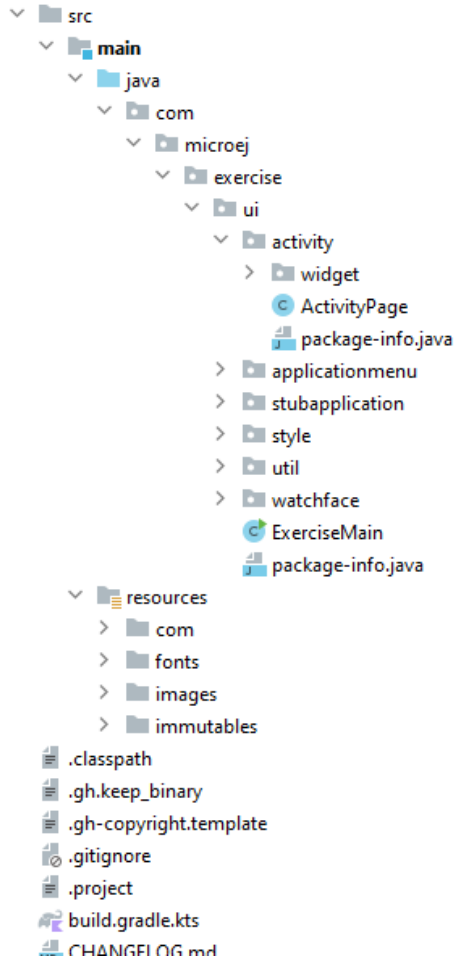 src
main
java
com
microej
exercise
ui
activity
widget
ActivityPage
package-info.java
applicationmenu
stubapplication
style
util
watchface
ExerciseMain
package-info.java
resources
com
fonts
images
immutables
.classpath
.gh.keep_binary
.gh-copyright.template
.gitignore
.project
build.gradle.kts
CHANGELOG.md